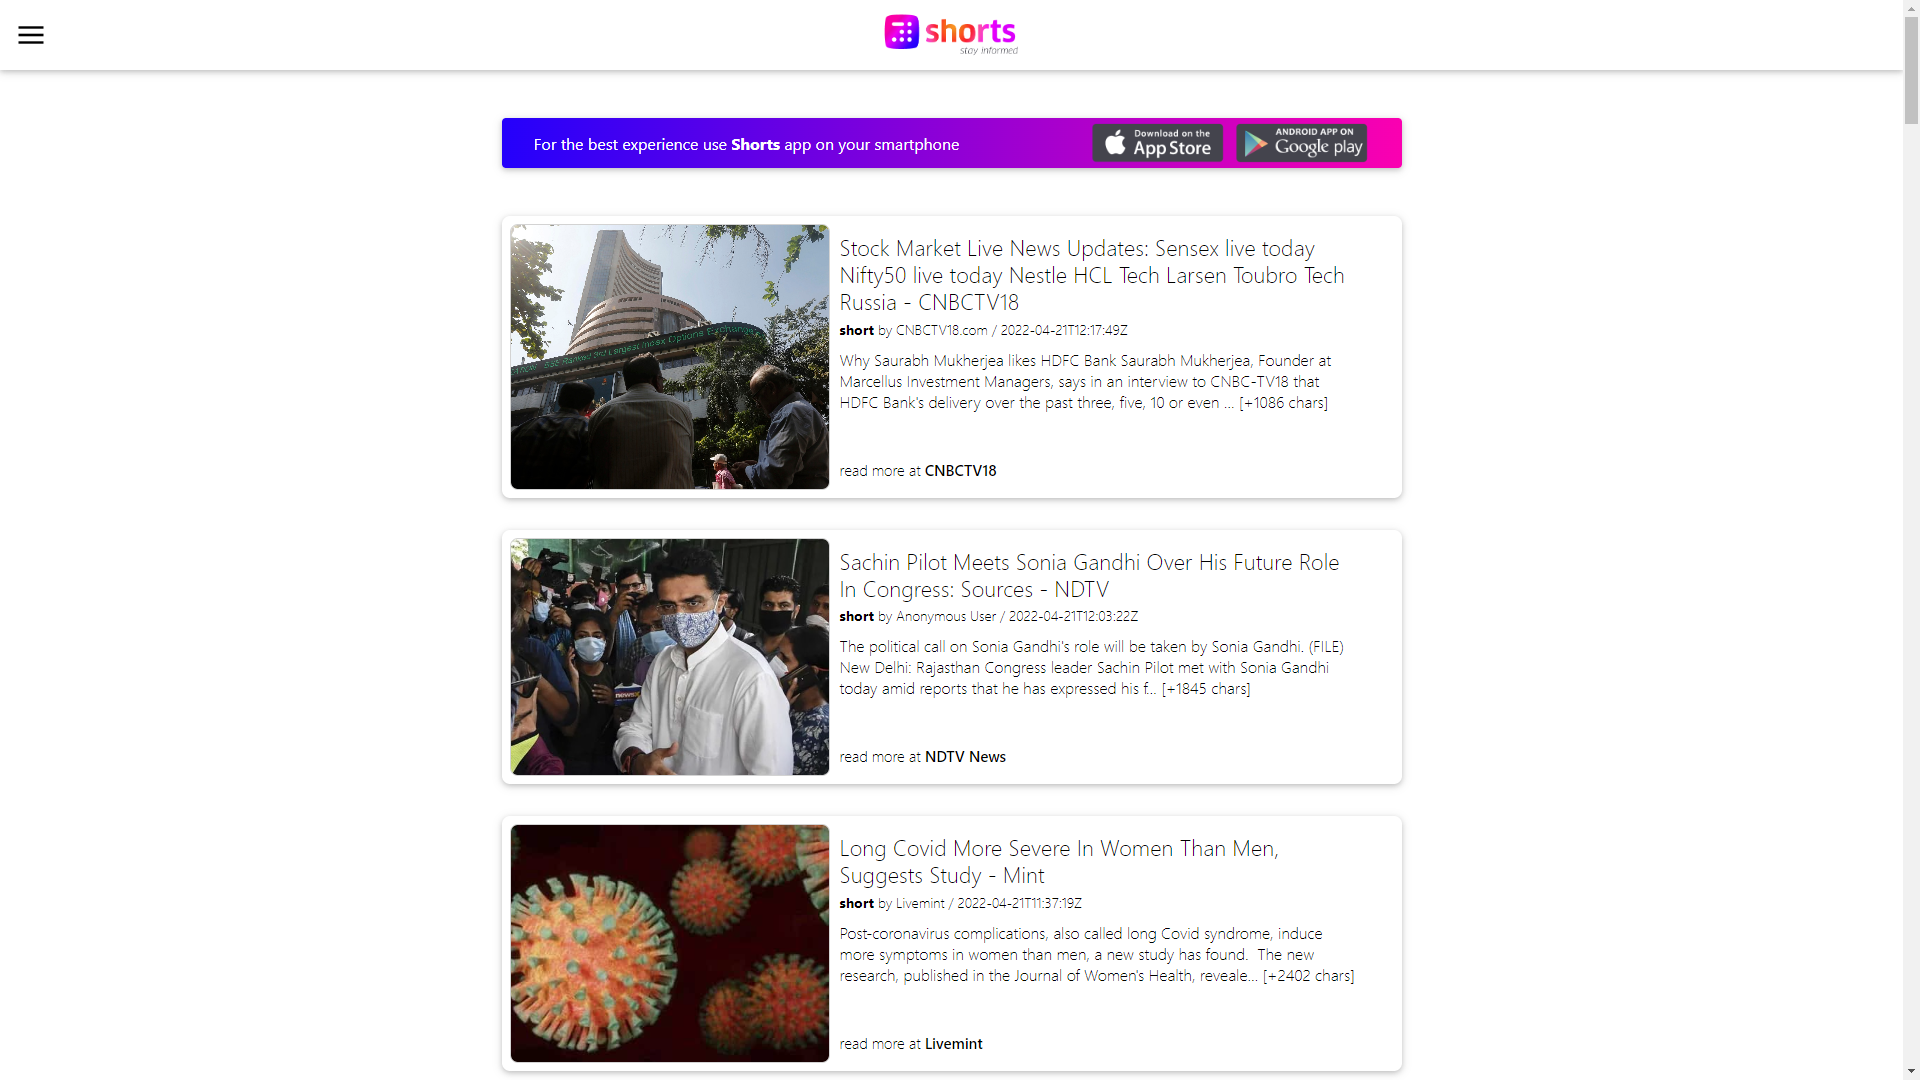 shorts
stay informed
For the best experience use Shorts app on your smartphone
Download on the
App Store
ANDROID APP ON
Google play
Stock Market Live News Updates: Sensex live today
Nifty50 live today Nestle HCL Tech Larsen Toubro Tech
Russia - CNBCTV18
short by CNBCTV18.com / 2022-04-21T12:17:49Z
Why Saurabh Mukherjea likes HDFC Bank Saurabh Mukherjea, Founder at
Marcellus Investment Managers, says in an interview to CNBC-TV18 that
HDFC Bank's delivery over the past three, five, 10 or even … [+1086 chars]
read more at CNBCTV18
Sachin Pilot Meets Sonia Gandhi Over His Future Role
In Congress: Sources - NDTV
short by Anonymous User / 2022-04-21T12:03:22Z
The political call on Sonia Gandhi's role will be taken by Sonia Gandhi. (FILE)
New Delhi: Rajasthan Congress leader Sachin Pilot met with Sonia Gandhi
today amid reports that he has expressed his f… [+1845 chars]
newsx
read more at NDTV News
Long Covid More Severe In Women Than Men,
Suggests Study - Mint
short by Livemint / 2022-04-21T11:37:19Z
Post-coronavirus complications, also called long Covid syndrome, induce
more symptoms in women than men, a new study has found.  The new
research, published in the Journal of Women's Health, reveale… [+2402 chars]
read more at Livemint